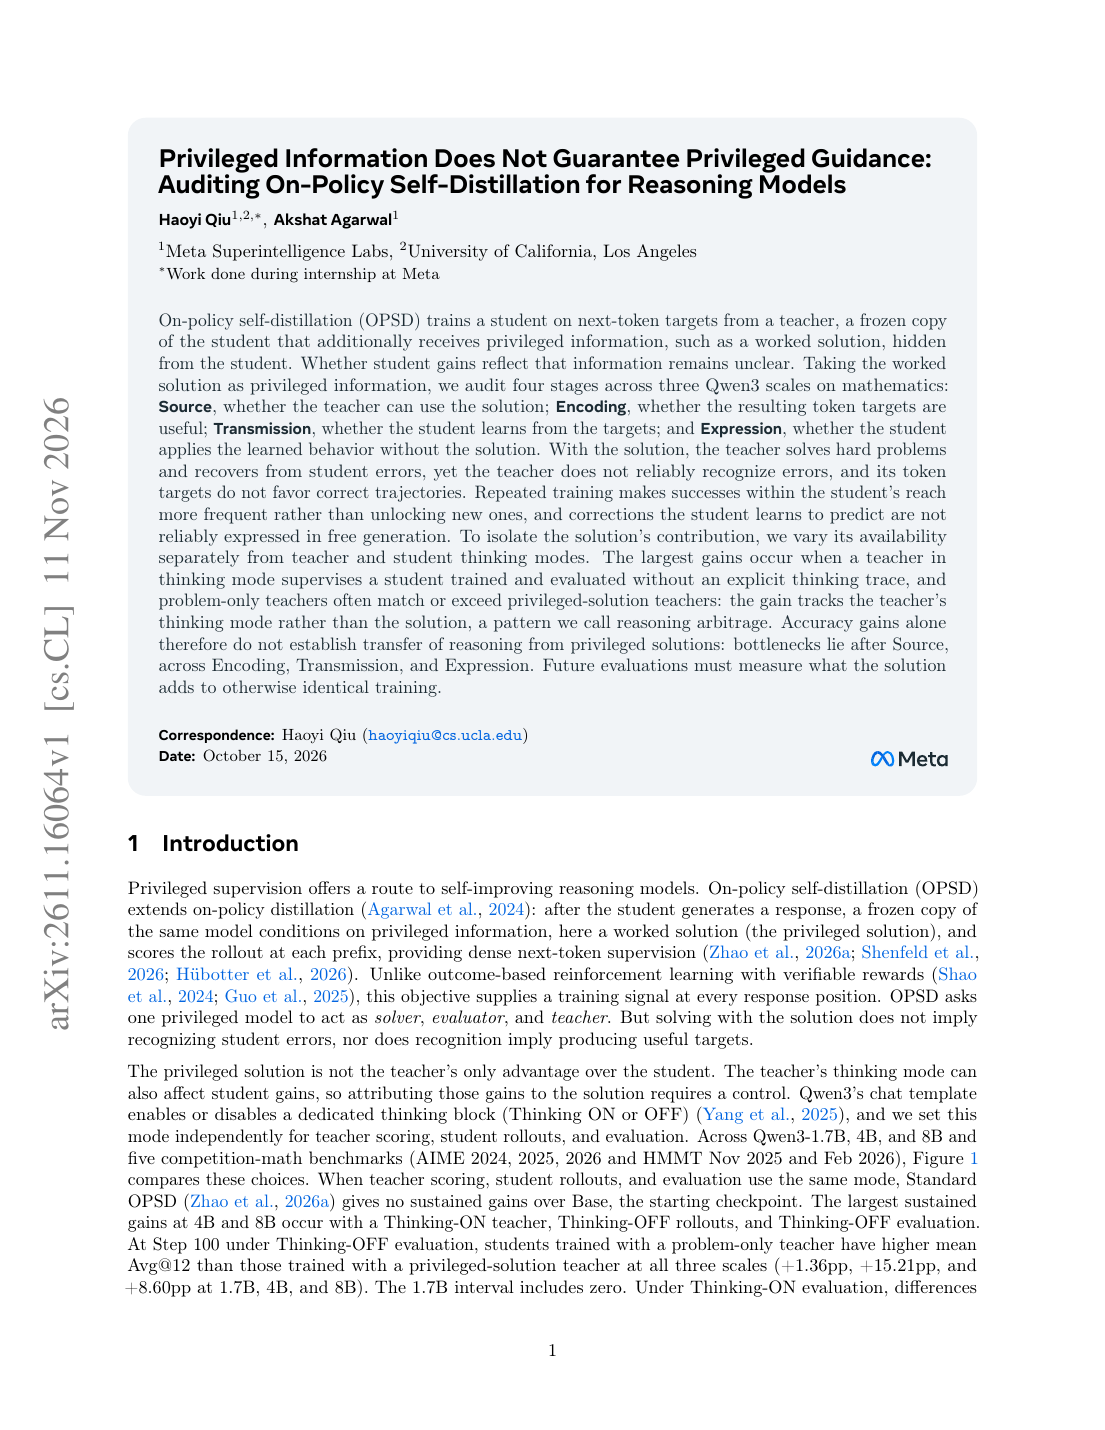 Privileged Information Does Not Guarantee Privileged Guidance:
Auditing On-Policy Self-Distillation for Reasoning Models
Haoyi Qiu1,2,∗, Akshat Agarwal1
1Meta Superintelligence Labs, 2University of California, Los Angeles
∗Work done during internship at Meta
On-policy self-distillation (OPSD) trains a student on next-token targets from a teacher, a frozen copy
of the student that additionally receives privileged information, such as a worked solution, hidden
from the student. Whether student gains reflect that information remains unclear. Taking the worked
solution as privileged information, we audit four stages across three Qwen3 scales on mathematics:
Source, whether the teacher can use the solution; Encoding, whether the resulting token targets are
useful; Transmission, whether the student learns from the targets; and Expression, whether the student
applies the learned behavior without the solution. With the solution, the teacher solves hard problems
and recovers from student errors, yet the teacher does not reliably recognize errors, and its token
targets do not favor correct trajectories. Repeated training makes successes within the student's reach
more frequent rather than unlocking new ones, and corrections the student learns to predict are not
reliably expressed in free generation. To isolate the solution's contribution, we vary its availability
separately from teacher and student thinking modes. The largest gains occur when a teacher in
thinking mode supervises a student trained and evaluated without an explicit thinking trace, and
problem-only teachers often match or exceed privileged-solution teachers: the gain tracks the teacher's
thinking mode rather than the solution, a pattern we call reasoning arbitrage. Accuracy gains alone
therefore do not establish transfer of reasoning from privileged solutions: bottlenecks lie after Source,
across Encoding, Transmission, and Expression. Future evaluations must measure what the solution
adds to otherwise identical training.
Correspondence: Haoyi Qiu (haoyiqiu@cs.ucla.edu)
Date: October 15, 2026
Meta
arXiv:2611.16064v1 [cs.CL] 11 Nov 2026
1 Introduction
Privileged supervision offers a route to self-improving reasoning models. On-policy self-distillation (OPSD)
extends on-policy distillation (Agarwal et al., 2024): after the student generates a response, a frozen copy of
the same model conditions on privileged information, here a worked solution (the privileged solution), and
scores the rollout at each prefix, providing dense next-token supervision (Zhao et al., 2026a; Shenfeld et al.,
2026; Hübotter et al., 2026). Unlike outcome-based reinforcement learning with verifiable rewards (Shao
et al., 2024; Guo et al., 2025), this objective supplies a training signal at every response position. OPSD asks
one privileged model to act as solver, evaluator, and teacher. But solving with the solution does not imply
recognizing student errors, nor does recognition imply producing useful targets.
The privileged solution is not the teacher's only advantage over the student. The teacher's thinking mode can
also affect student gains, so attributing those gains to the solution requires a control. Qwen3's chat template
enables or disables a dedicated thinking block (Thinking ON or OFF) (Yang et al., 2025), and we set this
mode independently for teacher scoring, student rollouts, and evaluation. Across Qwen3-1.7B, 4B, and 8B and
five competition-math benchmarks (AIME 2024, 2025, 2026 and HMMT Nov 2025 and Feb 2026), Figure 1
compares these choices. When teacher scoring, student rollouts, and evaluation use the same mode, Standard
OPSD (Zhao et al., 2026a) gives no sustained gains over Base, the starting checkpoint. The largest sustained
gains at 4B and 8B occur with a Thinking-ON teacher, Thinking-OFF rollouts, and Thinking-OFF evaluation.
At Step 100 under Thinking-OFF evaluation, students trained with a problem-only teacher have higher mean
Avg@12 than those trained with a privileged-solution teacher at all three scales (+1.36pp, +15.21pp, and
+8.60pp at 1.7B, 4B, and 8B). The 1.7B interval includes zero. Under Thinking-ON evaluation, differences
1